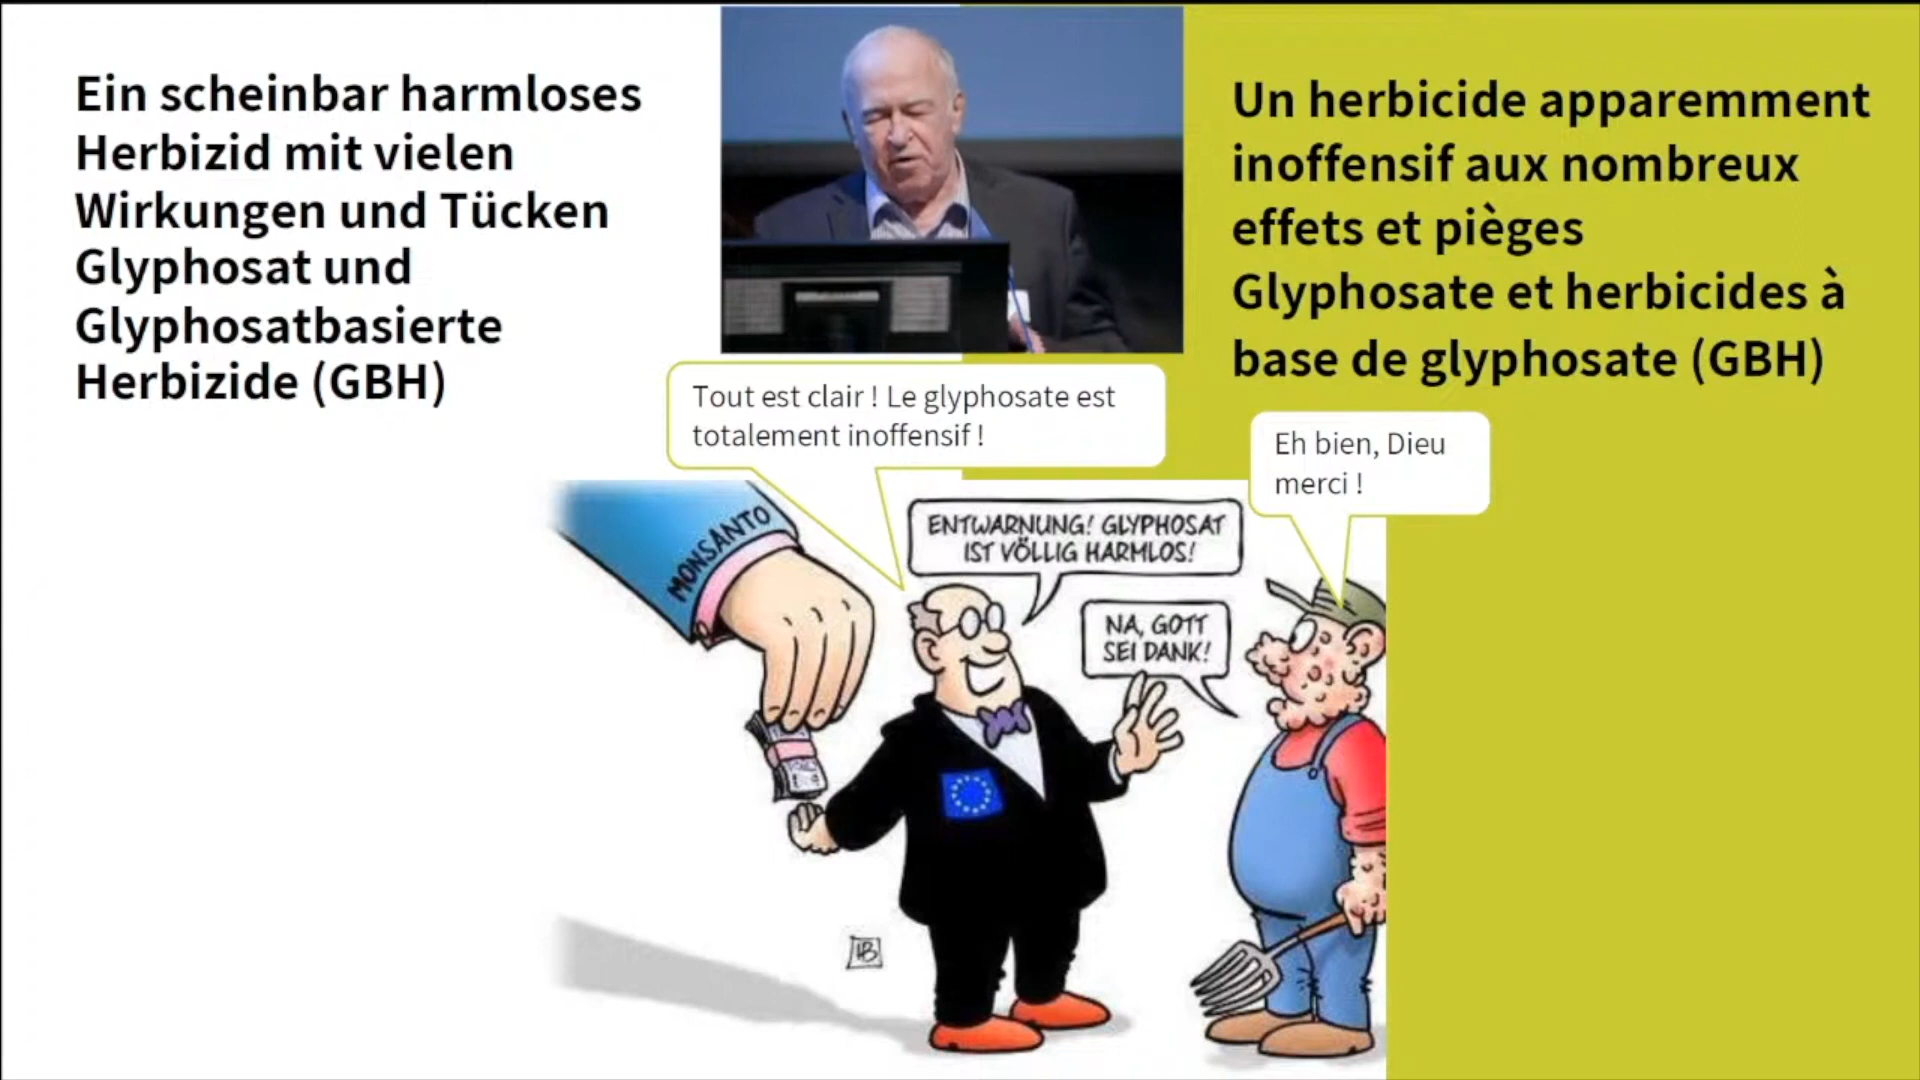 Ein scheinbar harmloses
Herbizid mit vielen
Wirkungen und Tücken
Glyphosat und
Glyphosatbasierte
Herbizide (GBH)
Un herbicide apparemment
inoffensif aux nombreux
effets et pièges
Glyphosate et herbicides à
base de glyphosate (GBH)
Tout est clair ! Le glyphosate est
totalement inoffensif !
Eh bien, Dieu
merci !
MONSANTO
ENTWARNUNG! GLYPHOSAT
IST VÖLLIG HARMLOS!
NA, GOTT
SEI DANK!